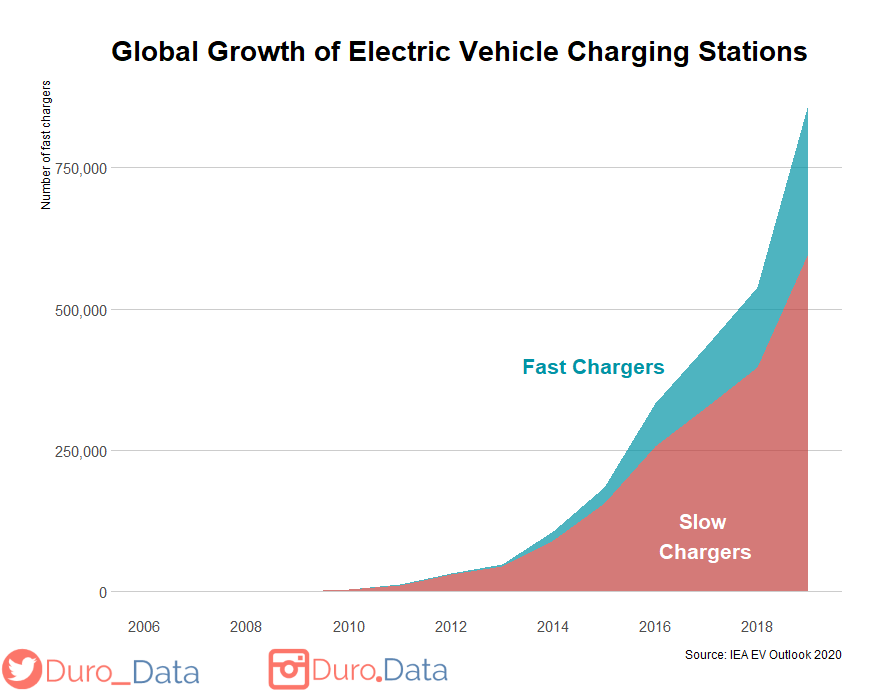 Global Growth of Electric Vehicle Charging Stations
Number of fast chargers
750,000
500,000
250,000
0
Fast Chargers
Slow
Chargers
2006 2008 2010 2012 2014 2016 2018
Source: IEA EV Outlook 2020
Duro_Data Duro.Data